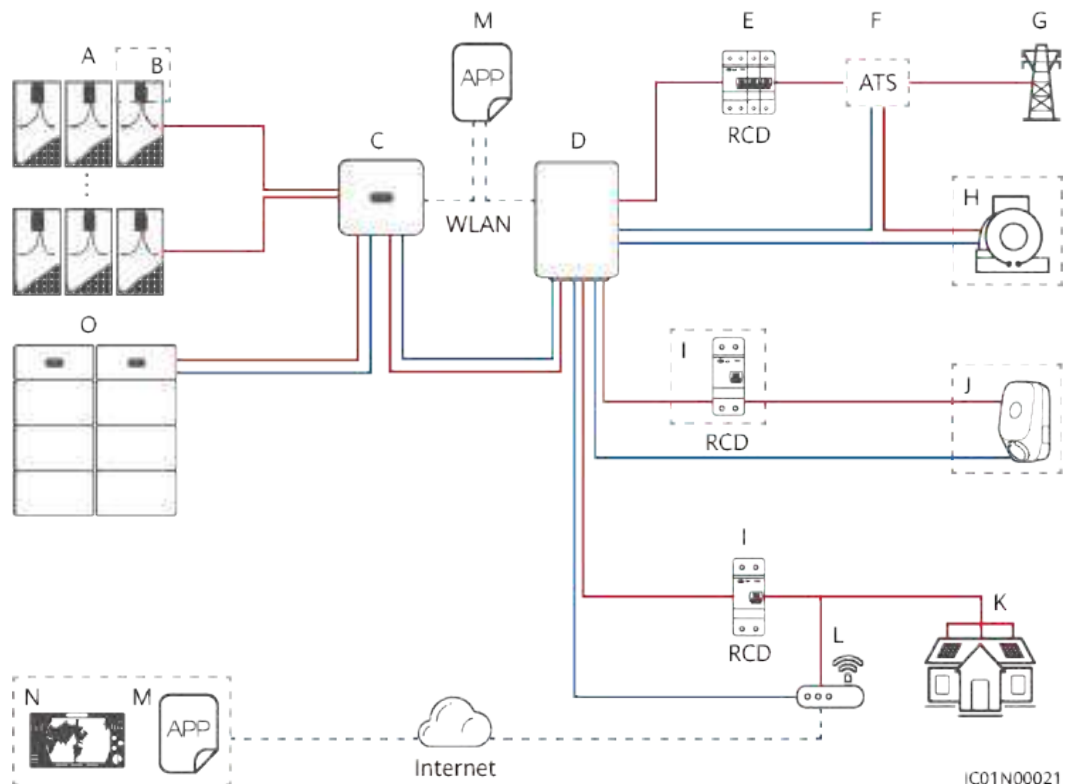 M
E
F
G
A
B
APP
ATS
C
D
RCD
H
WLAN
O
I
J
RCD
I
K
L
RCD
N
M
APP
Internet
IC01N00021